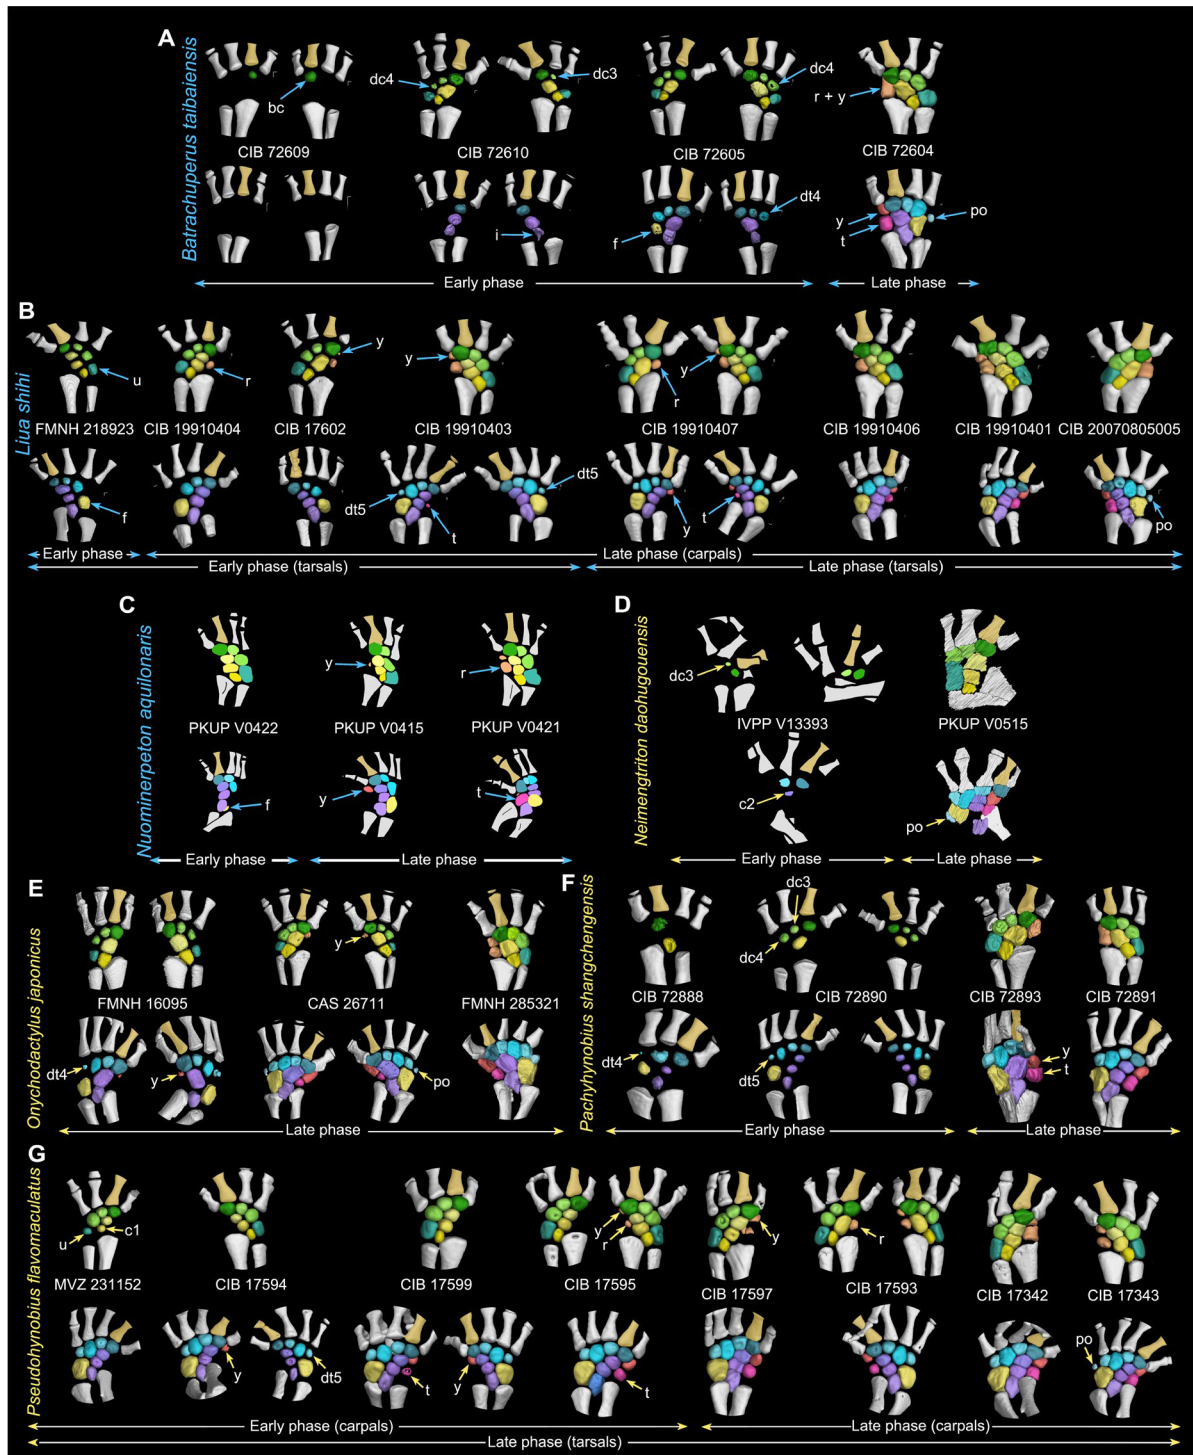 A
Batrachuperus taibaiensis
bc
dc4
dc3
dc4
r + y
CIB 72609
CIB 72610
CIB 72605
CIB 72604
i
f
dt4
y
t
po
Early phase
Late phase
B
Liua shihi
u
r
y
y
y
r
FMNH 218923
CIB 19910404
CIB 17602
CIB 19910403
CIB 19910407
CIB 19910406
CIB 19910401
CIB 20070805005
f
dt5
t
dt5
y
t
po
Early phase
Late phase (carpals)
Early phase (tarsals)
Late phase (tarsals)
C
Nuominerpeton aquilonaris
y
r
PKUP V0422
PKUP V0415
PKUP V0421
f
y
t
Early phase
Late phase
D
Neimengtriton daohugouensis
dc3
IVPP V13393
PKUP V0515
c2
po
Early phase
Late phase
E
Onychodactylus japonicus
y
FMNH 16095
CAS 26711
FMNH 285321
dt4
y
po
Late phase
F
Pachyhynobius shangchengensis
dc3
dc4
CIB 72888
CIB 72890
CIB 72893
CIB 72891
dt4
dt5
y
t
Early phase
Late phase
G
Pseudohynobius flavomaculatus
u
c1
y
r
y
r
MVZ 231152
CIB 17594
CIB 17599
CIB 17595
CIB 17597
CIB 17593
CIB 17342
CIB 17343
y
dt5
t
y
t
po
Early phase (carpals)
Late phase (carpals)
Late phase (tarsals)